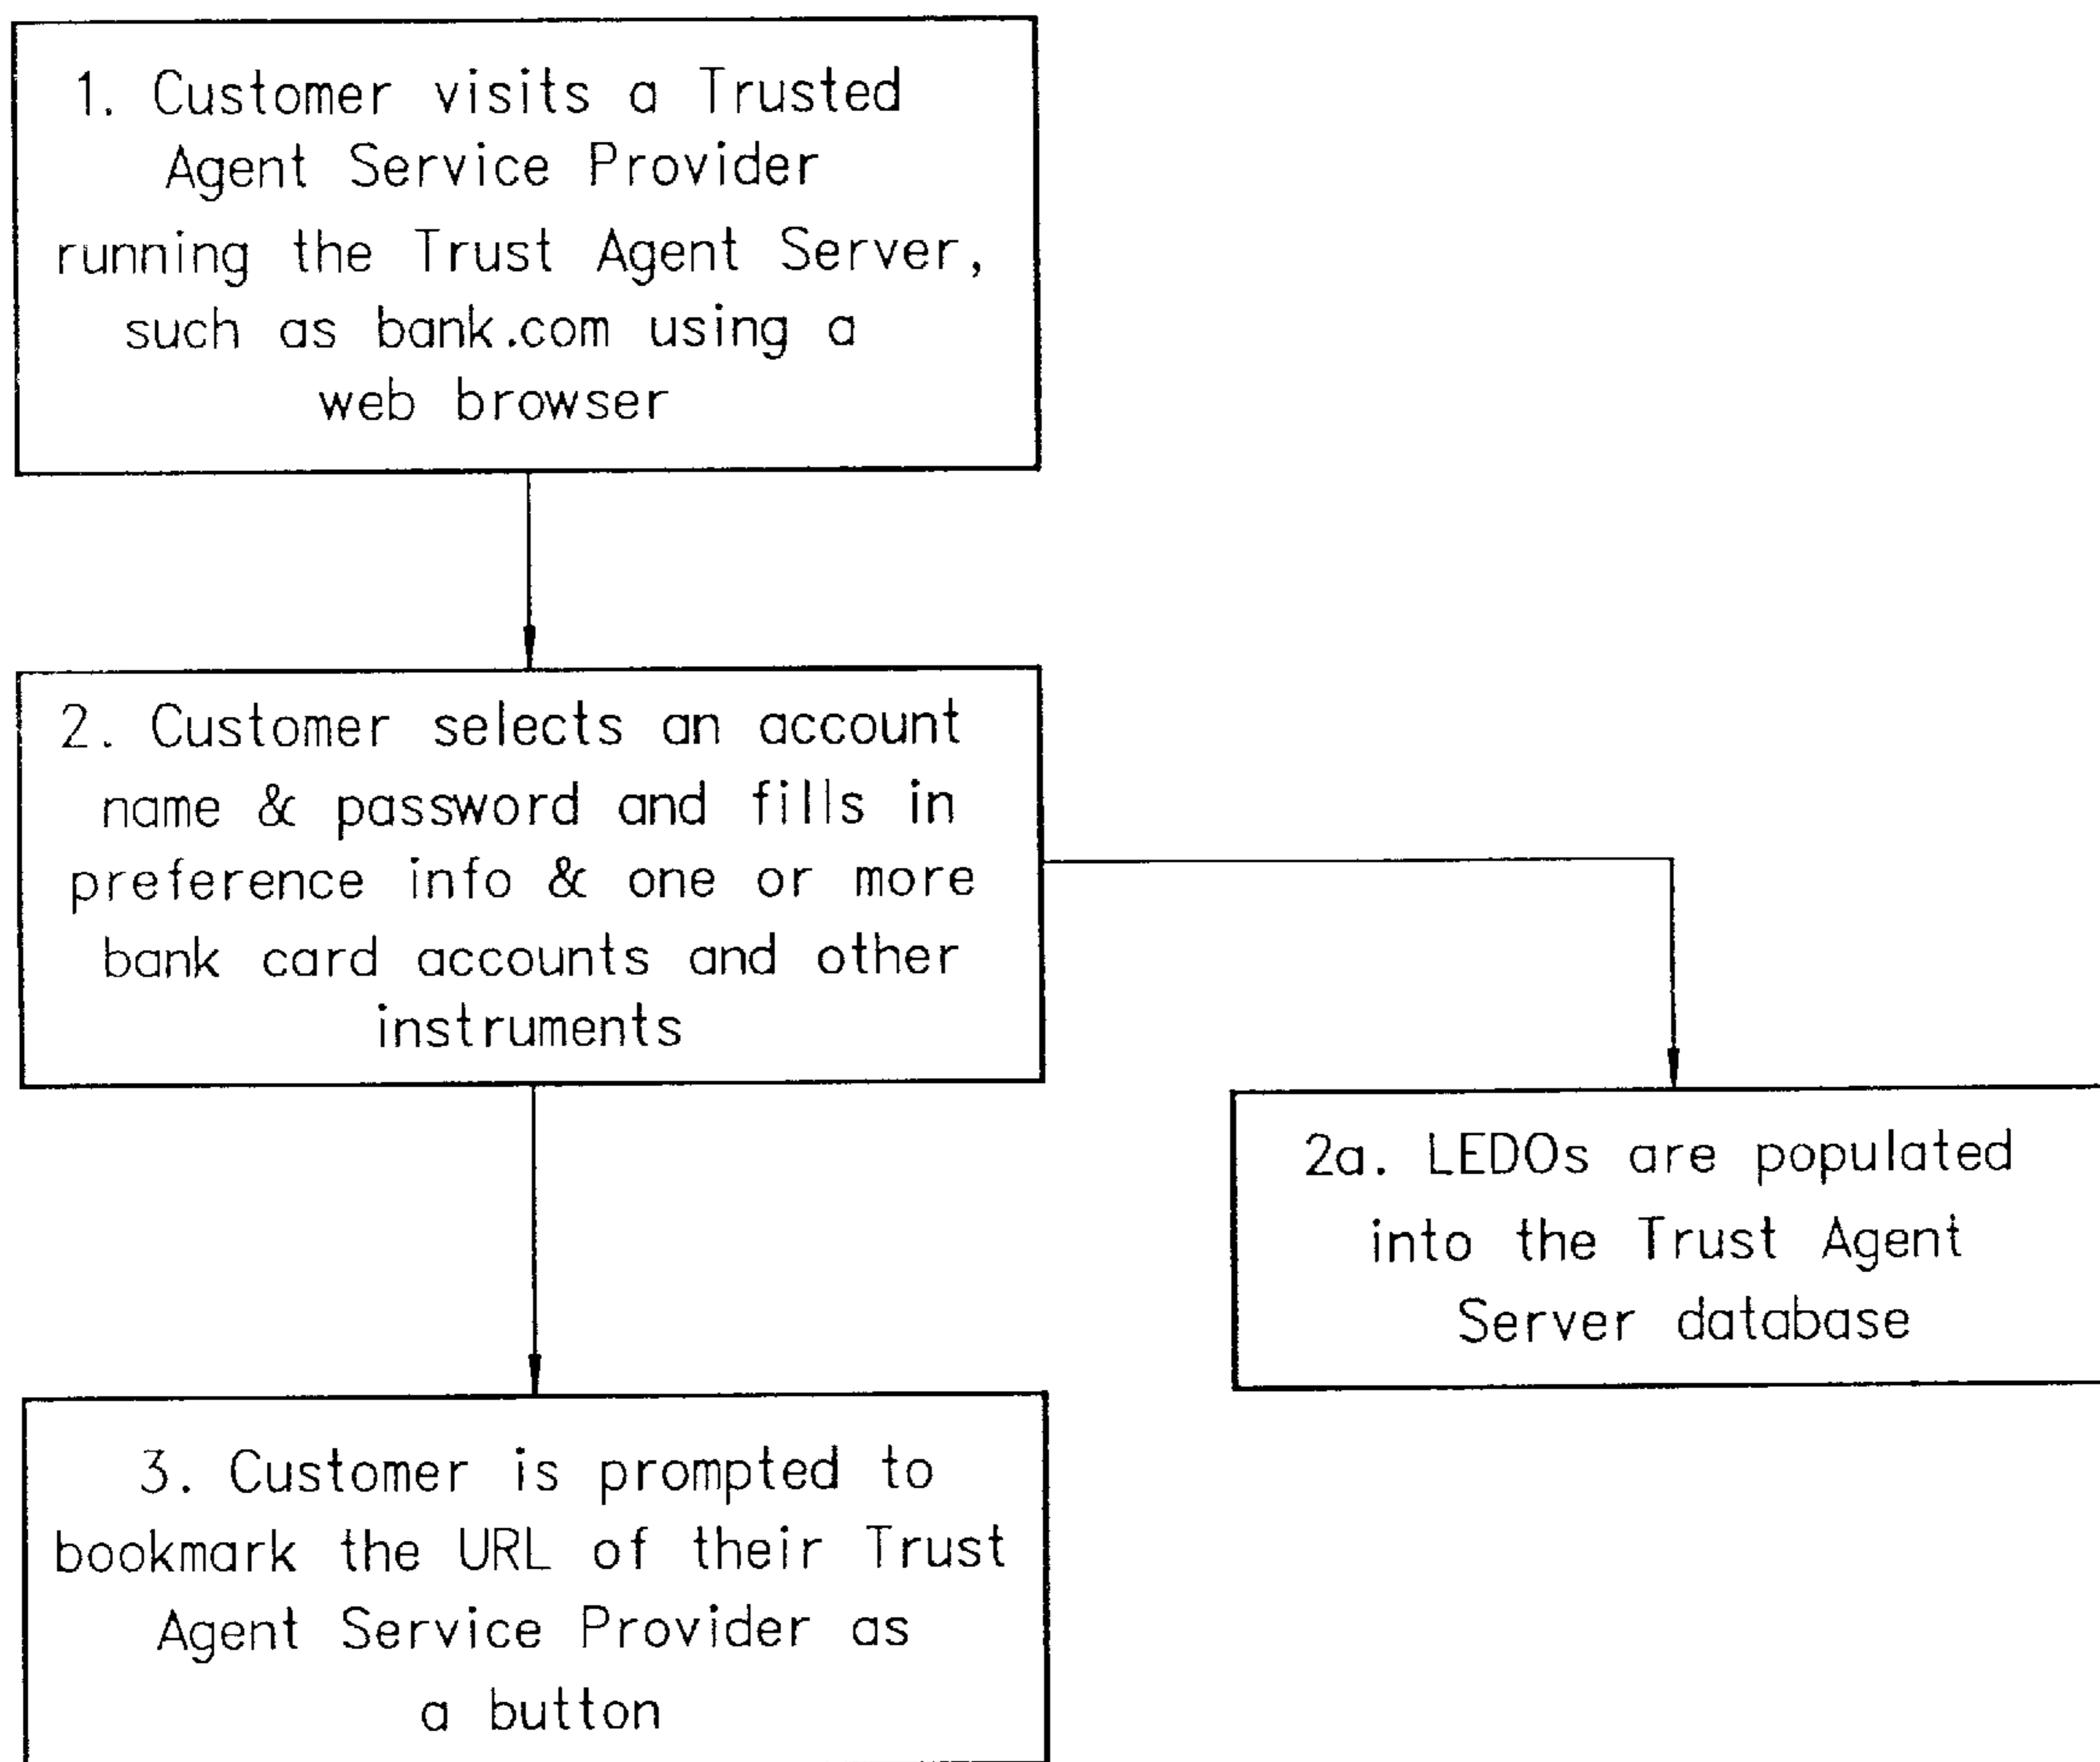 1. Customer visits a Trusted
Agent Service Provider
running the Trust Agent Server,
such as bank.com using a
web browser
2. Customer selects an account
name & password and fills in
preference info & one or more
bank card accounts and other
instruments
2a. LEDOs are populated
into the Trust Agent
Server database
3. Customer is prompted to
bookmark the URL of their Trust
Agent Service Provider as
a button